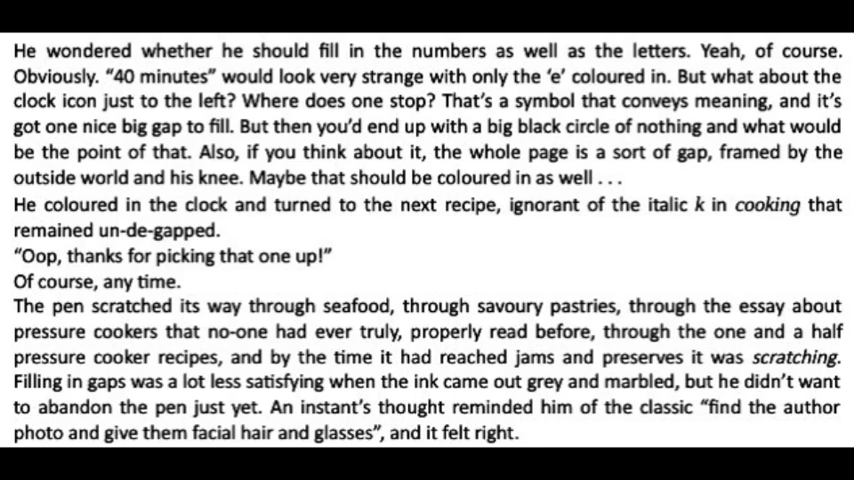 He wondered whether he should fill in the numbers as well as the letters. Yeah, of course.
Obviously. “40 minutes” would look very strange with only the ‘e’ coloured in. But what about the
clock icon just to the left? Where does one stop? That’s a symbol that conveys meaning, and it’s
got one nice big gap to fill. But then you’d end up with a big black circle of nothing and what would
be the point of that. Also, if you think about it, the whole page is a sort of gap, framed by the
outside world and his knee. Maybe that should be coloured in as well . . .
He coloured in the clock and turned to the next recipe, ignorant of the italic k in cooking that
remained un-de-gapped.
“Oop, thanks for picking that one up!”
Of course, any time.
The pen scratched its way through seafood, through savoury pastries, through the essay about
pressure cookers that no-one had ever truly, properly read before, through the one and a half
pressure cooker recipes, and by the time it had reached jams and preserves it was scratching.
Filling in gaps was a lot less satisfying when the ink came out grey and marbled, but he didn’t want
to abandon the pen just yet. An instant’s thought reminded him of the classic “find the author
photo and give them facial hair and glasses”, and it felt right.